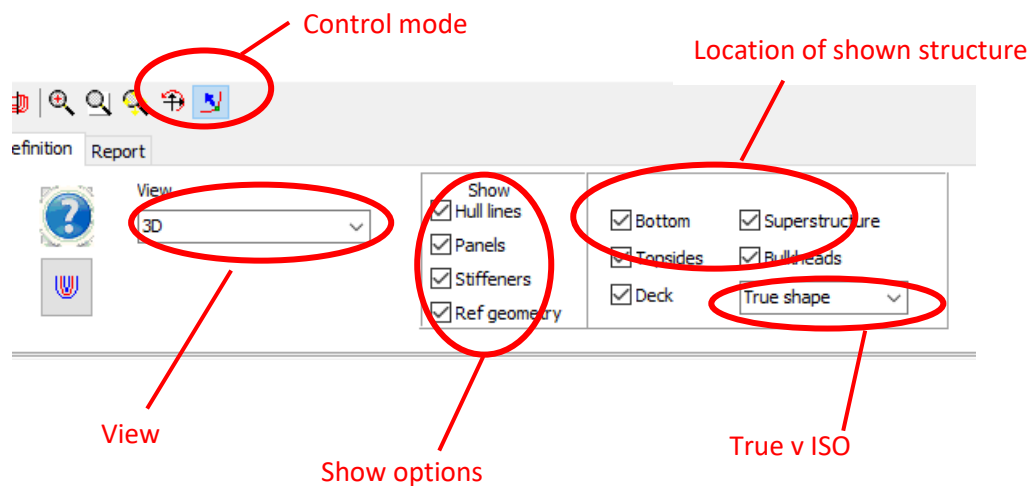 Control mode
Location of shown structure
efinition Report
View
3D
Show
Hull lines
Panels
Stiffeners
Ref geometry
Bottom Superstructure
Topsides Bulkheads
Deck True shape
View
Show options
True v ISO